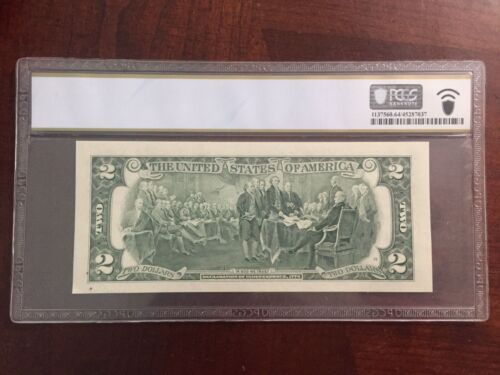 PCGS
BANKNOTE
1137560.64/45287037
THE UNITED STATES OF AMERICA
2
2
TWO
TWO
2
2
TWO DOLLARS
IN GOD WE TRUST
TWO DOLLARS
DECLARATION OF INDEPENDENCE, 1776